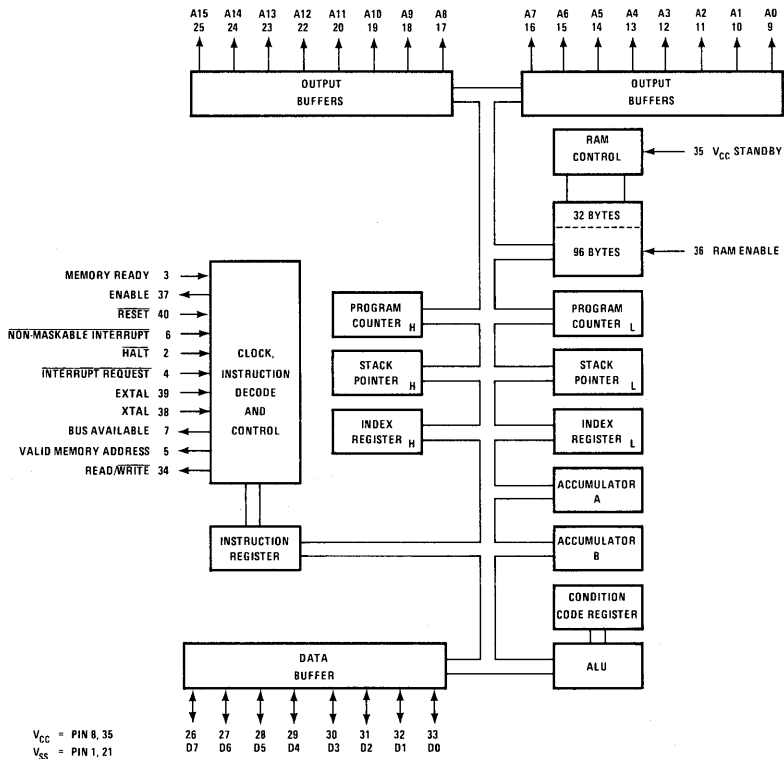 A15 A14 A13 A12 A11 A10 A9 A8
25 24 23 22 20 19 18 17
A7 A6 A5 A4 A3 A2 A1 A0
16 15 14 13 12 11 10 9
OUTPUT
BUFFERS
OUTPUT
BUFFERS
RAM
CONTROL
35 VCC STANDBY
32 BYTES
96 BYTES
36 RAM ENABLE
MEMORY READY 3
ENABLE 37
RESET 40
NON-MASKABLE INTERRUPT 6
HALT 2
INTERRUPT REQUEST 4
EXTAL 39
XTAL 38
BUS AVAILABLE 7
VALID MEMORY ADDRESS 5
READ/WRITE 34
CLOCK,
INSTRUCTION
DECODE
AND
CONTROL
PROGRAM
COUNTER H
PROGRAM
COUNTER L
STACK
POINTER H
STACK
POINTER L
INDEX
REGISTER H
INDEX
REGISTER L
ACCUMULATOR
A
INSTRUCTION
REGISTER
ACCUMULATOR
B
CONDITION
CODE REGISTER
ALU
DATA
BUFFER
26 27 28 29 30 31 32 33
D7 D6 D5 D4 D3 D2 D1 D0
VCC = PIN 8, 35
VSS = PIN 1, 21